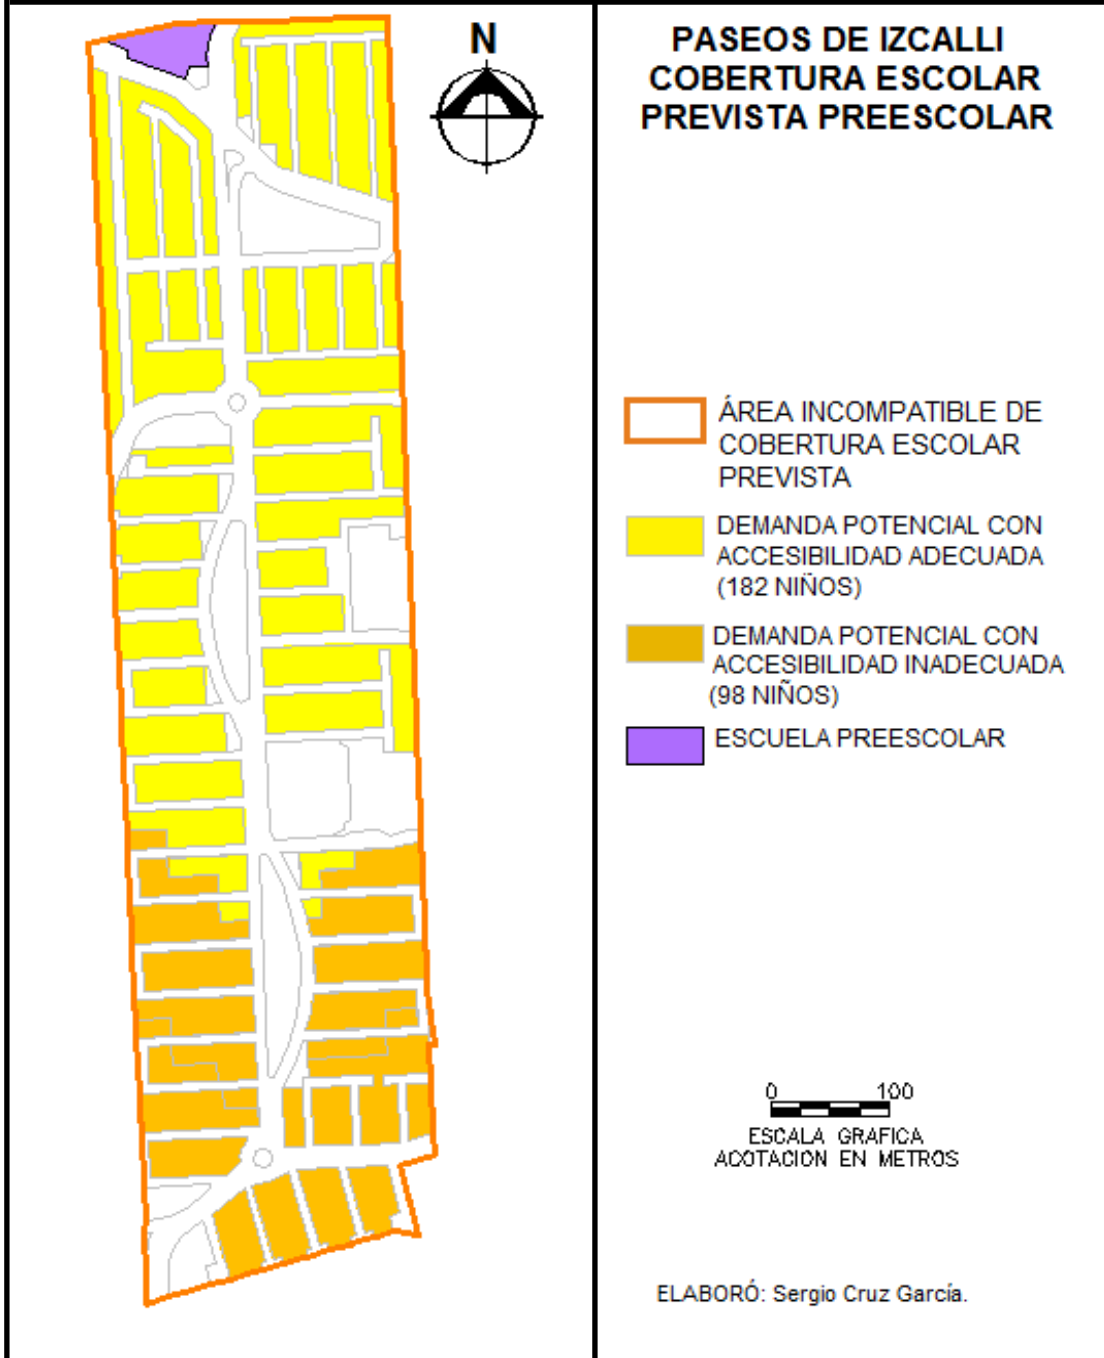 N
PASEOS DE IZCALLI
COBERTURA ESCOLAR
PREVISTA PREESCOLAR
ÁREA INCOMPATIBLE DE
COBERTURA ESCOLAR
PREVISTA
DEMANDA POTENCIAL CON
ACCESIBILIDAD ADECUADA
(182 NIÑOS)
DEMANDA POTENCIAL CON
ACCESIBILIDAD INADECUADA
(98 NIÑOS)
ESCUELA PREESCOLAR
0 100
ESCALA GRAFICA
ACOTACION EN METROS
ELABORÓ: Sergio Cruz García.